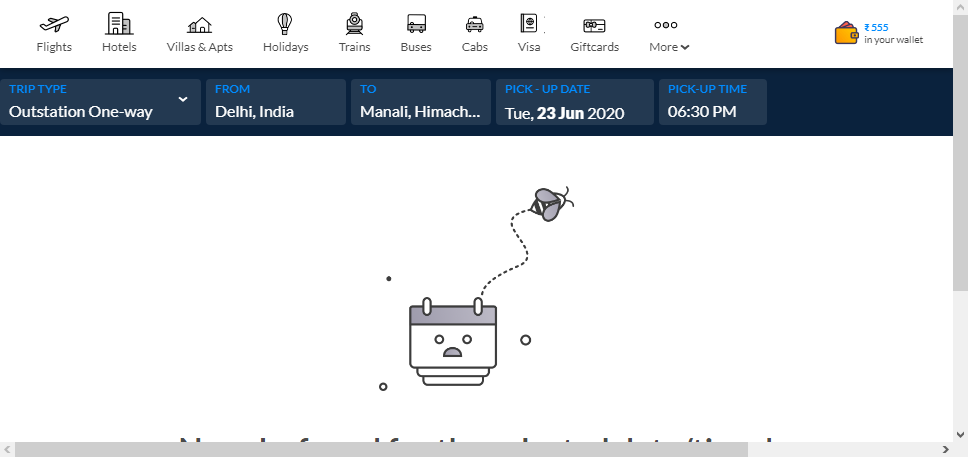 Flights
Hotels
Villas & Apts
Holidays
Trains
Buses
Cabs
Visa
Giftcards
More
₹ 555
in your wallet
TRIP TYPE
Outstation One-way
FROM
Delhi, India
TO
Manali, Himach...
PICK - UP DATE
Tue, 23 Jun 2020
PICK-UP TIME
06:30 PM